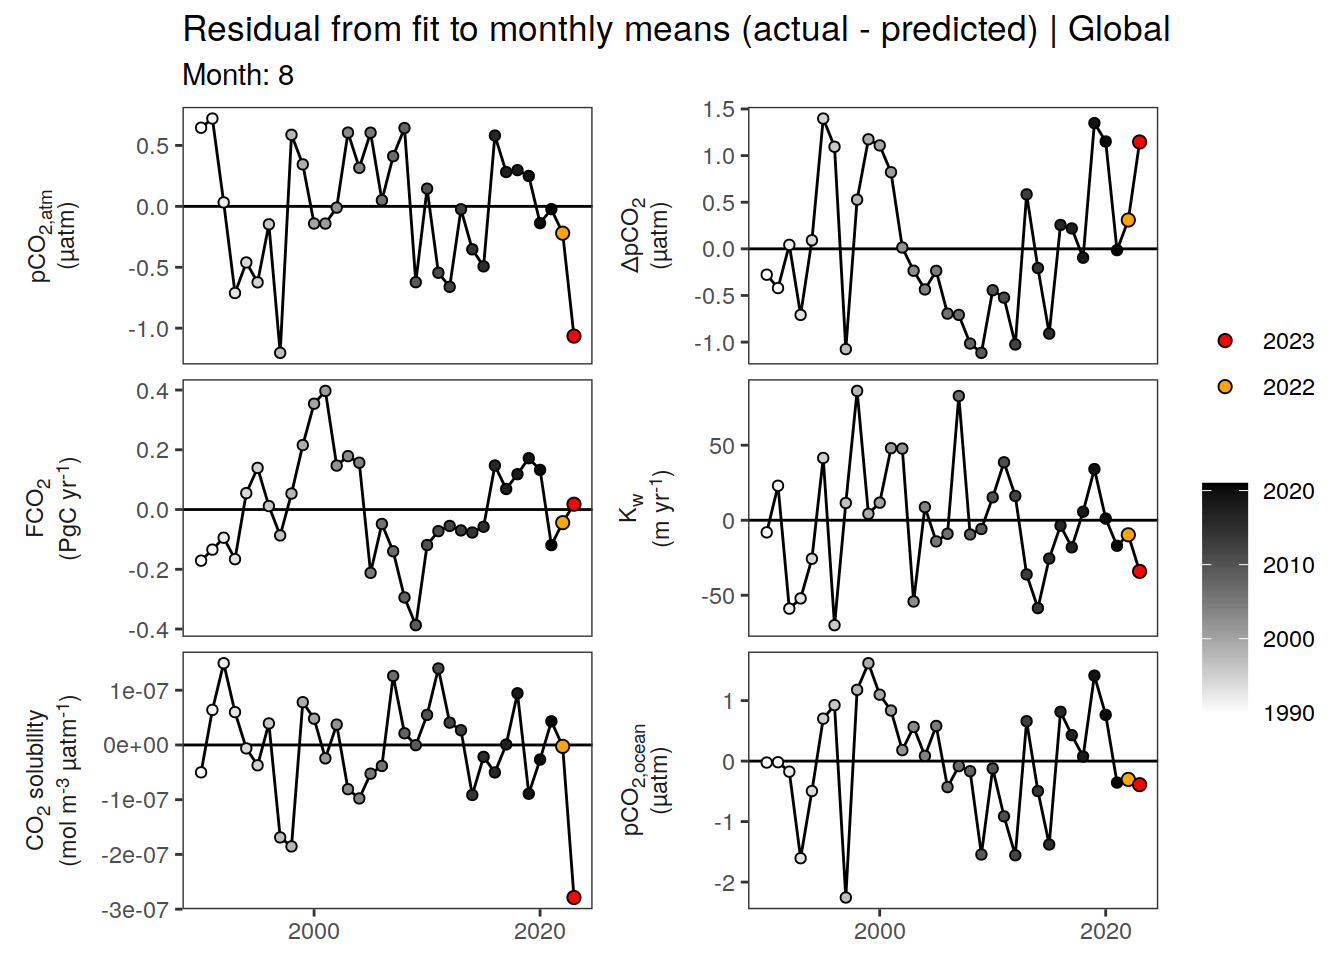 Residual from fit to monthly means (actual - predicted) | Global
Month: 8
pCO2,atm
(µatm)
0.5
0.0
-0.5
-1.0
ΔpCO2
(µatm)
1.5
1.0
0.5
0.0
-0.5
-1.0
FCO2
(PgC yr-1)
0.4
0.2
0.0
-0.2
-0.4
Kw
(m yr-1)
50
0
-50
CO2 solubility
(mol m-3 µatm-1)
1e-07
0e+00
-1e-07
-2e-07
-3e-07
2000
2020
pCO2,ocean
(µatm)
1
0
-1
-2
2000
2020
2023
2022
2020
2010
2000
1990